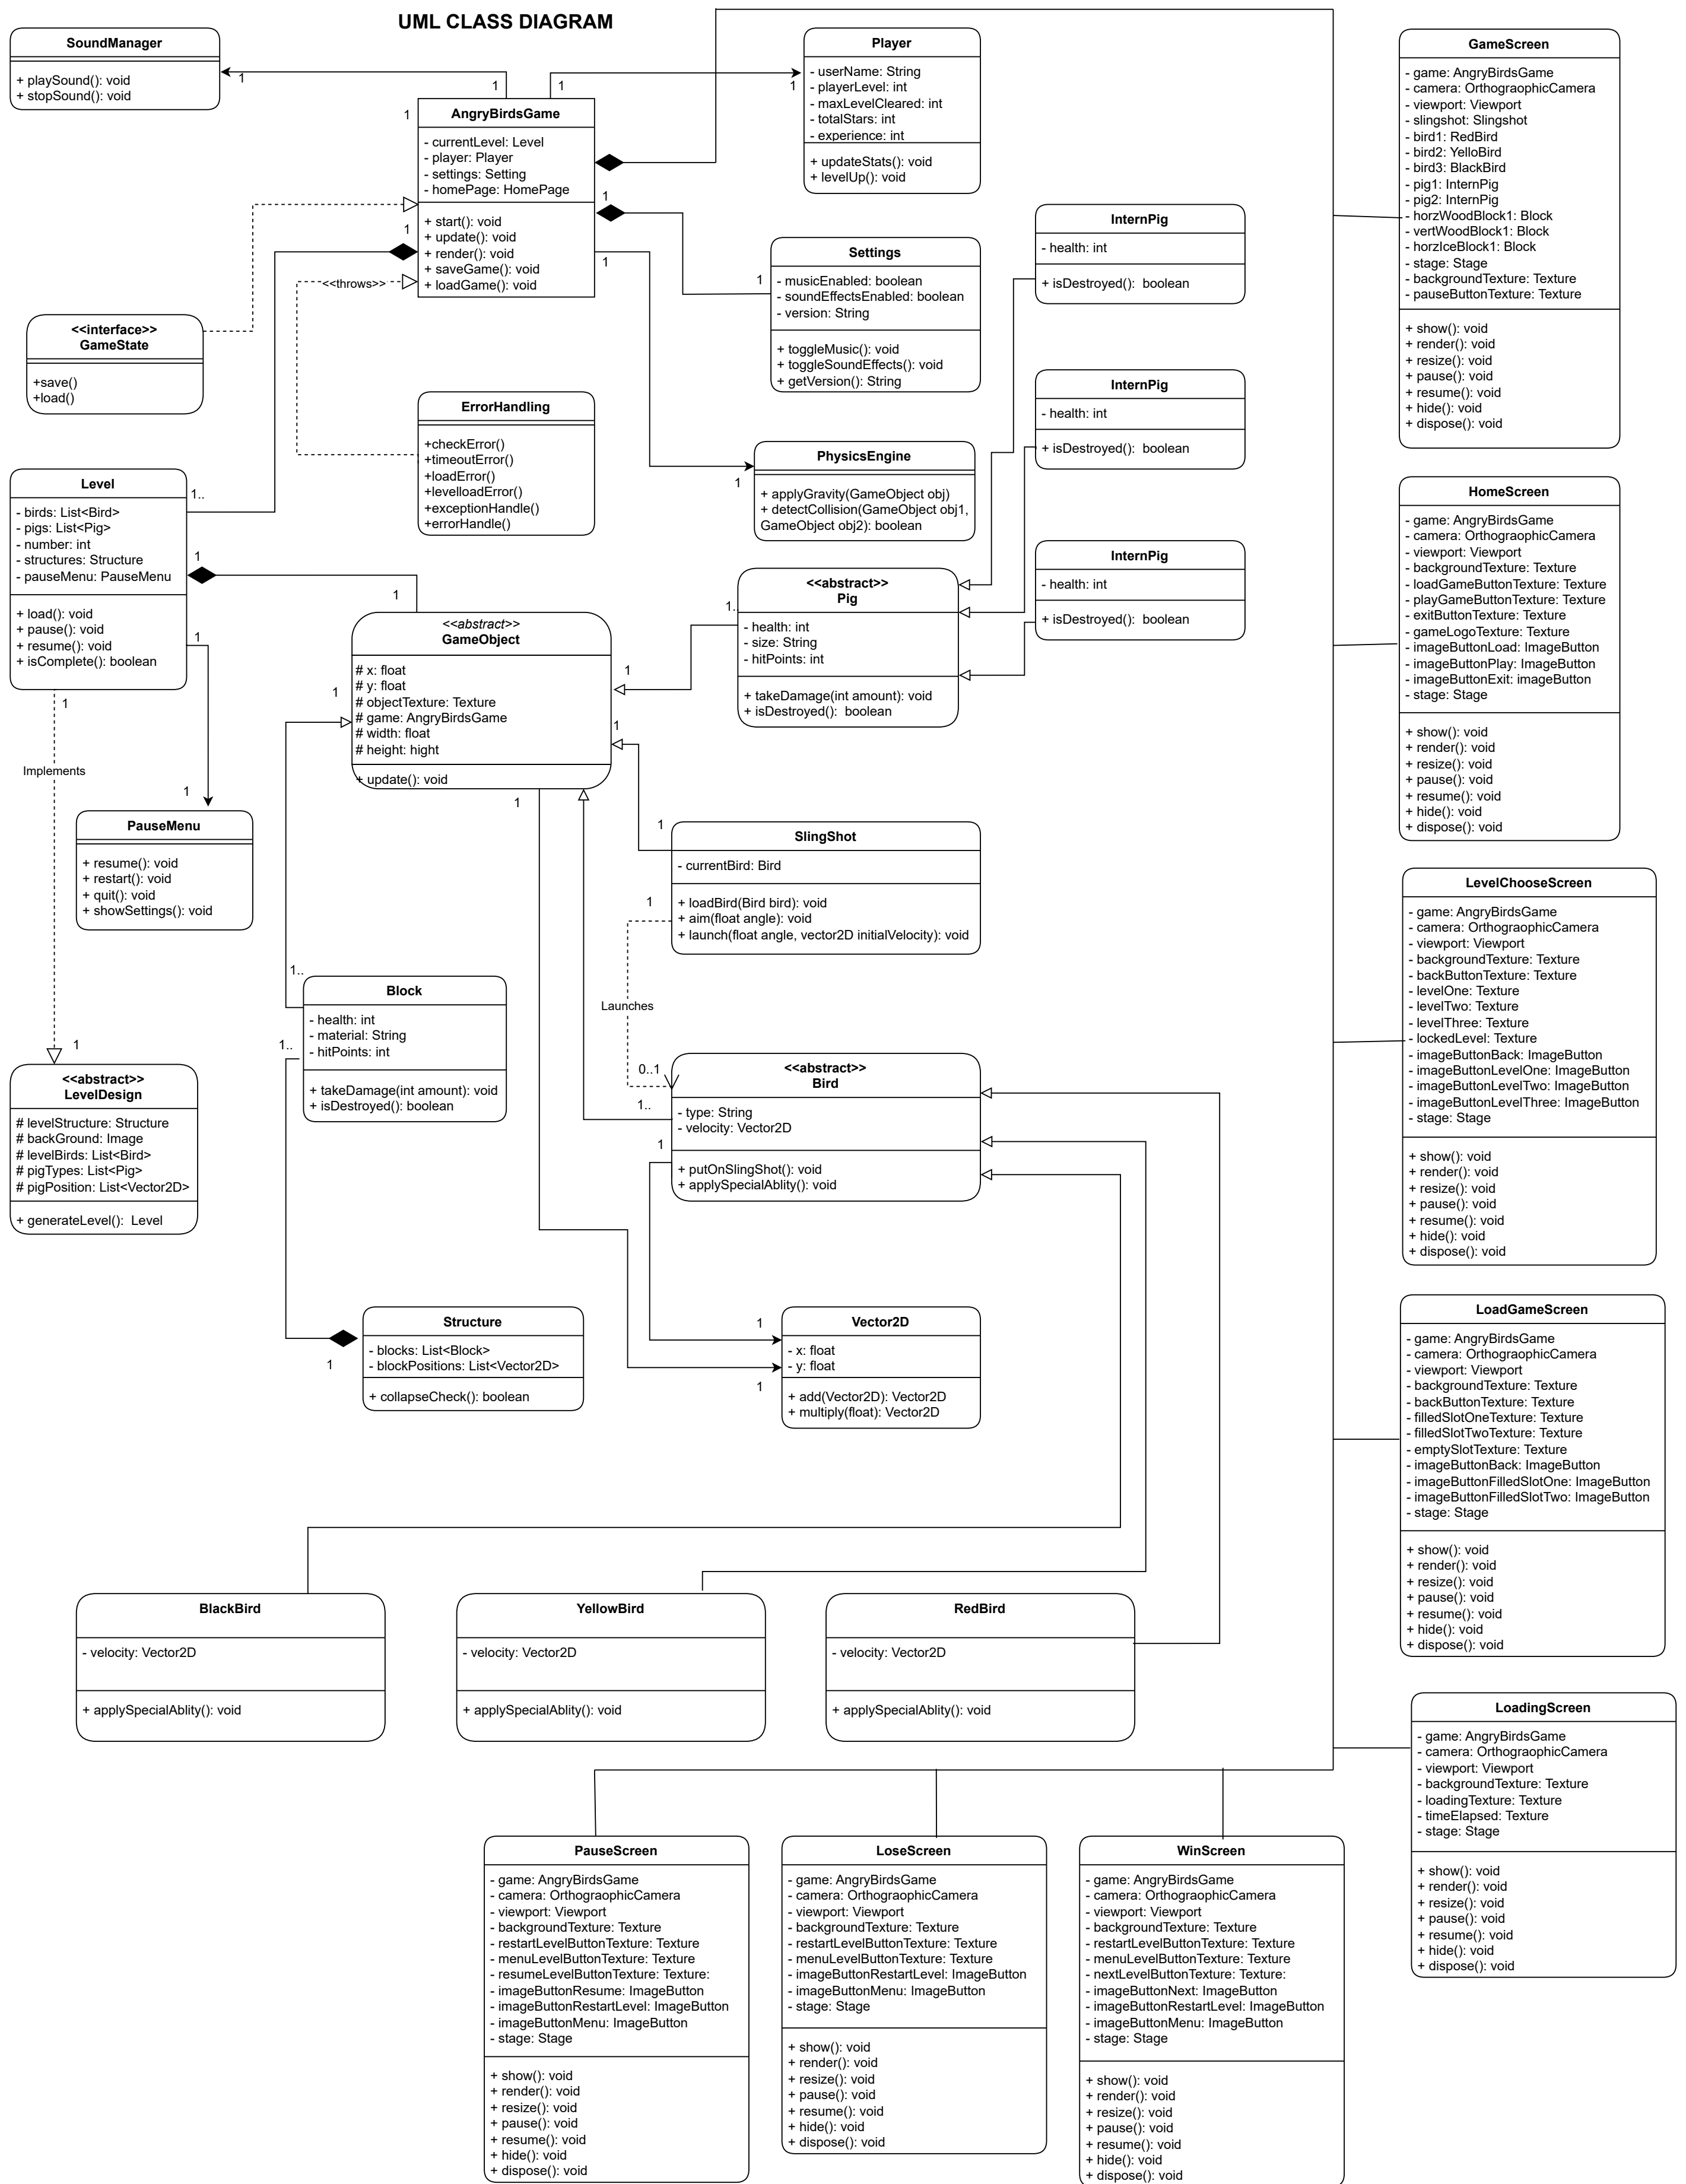 UML CLASS DIAGRAM
SoundManager
+ playSound(): void
+ stopSound(): void
1
1
1
1
1
AngryBirdsGame
- currentLevel: Level
- player: Player
- settings: Setting
- homePage: HomePage
+ start(): void
+ update(): void
+ render(): void
+ saveGame(): void
+ loadGame(): void
1
1
1
Player
- userName: String
- playerLevel: int
- maxLevelCleared: int
- totalStars: int
- experience: int
+ updateStats(): void
+ levelUp(): void
Settings
- musicEnabled: boolean
- soundEffectsEnabled: boolean
- version: String
+ toggleMusic(): void
+ toggleSoundEffects(): void
+ getVersion(): String
1
<<throws>>
<<interface>>
GameState
+save()
+load()
ErrorHandling
+checkError()
+timeoutError()
+loadError()
+levelloadError()
+exceptionHandle()
+errorHandle()
PhysicsEngine
+ applyGravity(GameObject obj)
+ detectCollision(GameObject obj1,
GameObject obj2): boolean
1
InternPig
- health: int
+ isDestroyed():  boolean
InternPig
- health: int
+ isDestroyed():  boolean
InternPig
- health: int
+ isDestroyed():  boolean
Level
- birds: List<Bird>
- pigs: List<Pig>
- number: int
- structures: Structure
- pauseMenu: PauseMenu
+ load(): void
+ pause(): void
+ resume(): void
+ isComplete(): boolean
1..
1
1
1
1
<<abstract>>
GameObject
# x: float
# y: float
# objectTexture: Texture
# game: AngryBirdsGame
# width: float
# height: hight
+ update(): void
1
1
1
1
<<abstract>>
Pig
- health: int
- size: String
- hitPoints: int
+ takeDamage(int amount): void
+ isDestroyed():  boolean
1..
Implements
1
PauseMenu
+ resume(): void
+ restart(): void
+ quit(): void
+ showSettings(): void
1
SlingShot
- currentBird: Bird
+ loadBird(Bird bird): void
+ aim(float angle): void
+ launch(float angle, vector2D initialVelocity): void
1
1
Launches
Block
- health: int
- material: String
- hitPoints: int
+ takeDamage(int amount): void
+ isDestroyed(): boolean
1..
1..
<<abstract>>
LevelDesign
# levelStructure: Structure
# backGround: Image
# levelBirds: List<Bird>
# pigTypes: List<Pig>
# pigPosition: List<Vector2D>
+ generateLevel():  Level
<<abstract>>
Bird
- type: String
- velocity: Vector2D
+ putOnSlingShot(): void
+ applySpecialAblity(): void
0..1
1..
1
Structure
- blocks: List<Block>
- blockPositions: List<Vector2D>
+ collapseCheck(): boolean
1
Vector2D
- x: float
- y: float
+ add(Vector2D): Vector2D
+ multiply(float): Vector2D
1
1
BlackBird
- velocity: Vector2D
+ applySpecialAblity(): void
YellowBird
- velocity: Vector2D
+ applySpecialAblity(): void
RedBird
- velocity: Vector2D
+ applySpecialAblity(): void
GameScreen
- game: AngryBirdsGame
- camera: OrthograophicCamera
- viewport: Viewport
- slingshot: Slingshot
- bird1: RedBird
- bird2: YelloBird
- bird3: BlackBird
- pig1: InternPig
- pig2: InternPig
- horzWoodBlock1: Block
- vertWoodBlock1: Block
- horzIceBlock1: Block
- stage: Stage
- backgroundTexture: Texture
- pauseButtonTexture: Texture
+ show(): void
+ render(): void
+ resize(): void
+ pause(): void
+ resume(): void
+ hide(): void
+ dispose(): void
HomeScreen
- game: AngryBirdsGame
- camera: OrthograophicCamera
- viewport: Viewport
- backgroundTexture: Texture
- loadGameButtonTexture: Texture
- playGameButtonTexture: Texture
- exitButtonTexture: Texture
- gameLogoTexture: Texture
- imageButtonLoad: ImageButton
- imageButtonPlay: ImageButton
- imageButtonExit: imageButton
- stage: Stage
+ show(): void
+ render(): void
+ resize(): void
+ pause(): void
+ resume(): void
+ hide(): void
+ dispose(): void
LevelChooseScreen
- game: AngryBirdsGame
- camera: OrthograophicCamera
- viewport: Viewport
- backgroundTexture: Texture
- backButtonTexture: Texture
- levelOne: Texture
- levelTwo: Texture
- levelThree: Texture
- lockedLevel: Texture
- imageButtonBack: ImageButton
- imageButtonLevelOne: ImageButton
- imageButtonLevelTwo: ImageButton
- imageButtonLevelThree: ImageButton
- stage: Stage
+ show(): void
+ render(): void
+ resize(): void
+ pause(): void
+ resume(): void
+ hide(): void
+ dispose(): void
LoadGameScreen
- game: AngryBirdsGame
- camera: OrthograophicCamera
- viewport: Viewport
- backgroundTexture: Texture
- backButtonTexture: Texture
- filledSlotOneTexture: Texture
- filledSlotTwoTexture: Texture
- emptySlotTexture: Texture
- imageButtonBack: ImageButton
- imageButtonFilledSlotOne: ImageButton
- imageButtonFilledSlotTwo: ImageButton
- stage: Stage
+ show(): void
+ render(): void
+ resize(): void
+ pause(): void
+ resume(): void
+ hide(): void
+ dispose(): void
LoadingScreen
- game: AngryBirdsGame
- camera: OrthograophicCamera
- viewport: Viewport
- backgroundTexture: Texture
- loadingTexture: Texture
- timeElapsed: Texture
- stage: Stage
+ show(): void
+ render(): void
+ resize(): void
+ pause(): void
+ resume(): void
+ hide(): void
+ dispose(): void
PauseScreen
- game: AngryBirdsGame
- camera: OrthograophicCamera
- viewport: Viewport
- backgroundTexture: Texture
- restartLevelButtonTexture: Texture
- menuLevelButtonTexture: Texture
- resumeLevelButtonTexture: Texture:
- imageButtonResume: ImageButton
- imageButtonRestartLevel: ImageButton
- imageButtonMenu: ImageButton
- stage: Stage
+ show(): void
+ render(): void
+ resize(): void
+ pause(): void
+ resume(): void
+ hide(): void
+ dispose(): void
LoseScreen
- game: AngryBirdsGame
- camera: OrthograophicCamera
- viewport: Viewport
- backgroundTexture: Texture
- restartLevelButtonTexture: Texture
- menuLevelButtonTexture: Texture
- imageButtonRestartLevel: ImageButton
- imageButtonMenu: ImageButton
- stage: Stage
+ show(): void
+ render(): void
+ resize(): void
+ pause(): void
+ resume(): void
+ hide(): void
+ dispose(): void
WinScreen
- game: AngryBirdsGame
- camera: OrthograophicCamera
- viewport: Viewport
- backgroundTexture: Texture
- restartLevelButtonTexture: Texture
- menuLevelButtonTexture: Texture
- nextLevelButtonTexture: Texture:
- imageButtonNext: ImageButton
- imageButtonRestartLevel: ImageButton
- imageButtonMenu: ImageButton
- stage: Stage
+ show(): void
+ render(): void
+ resize(): void
+ pause(): void
+ resume(): void
+ hide(): void
+ dispose(): void